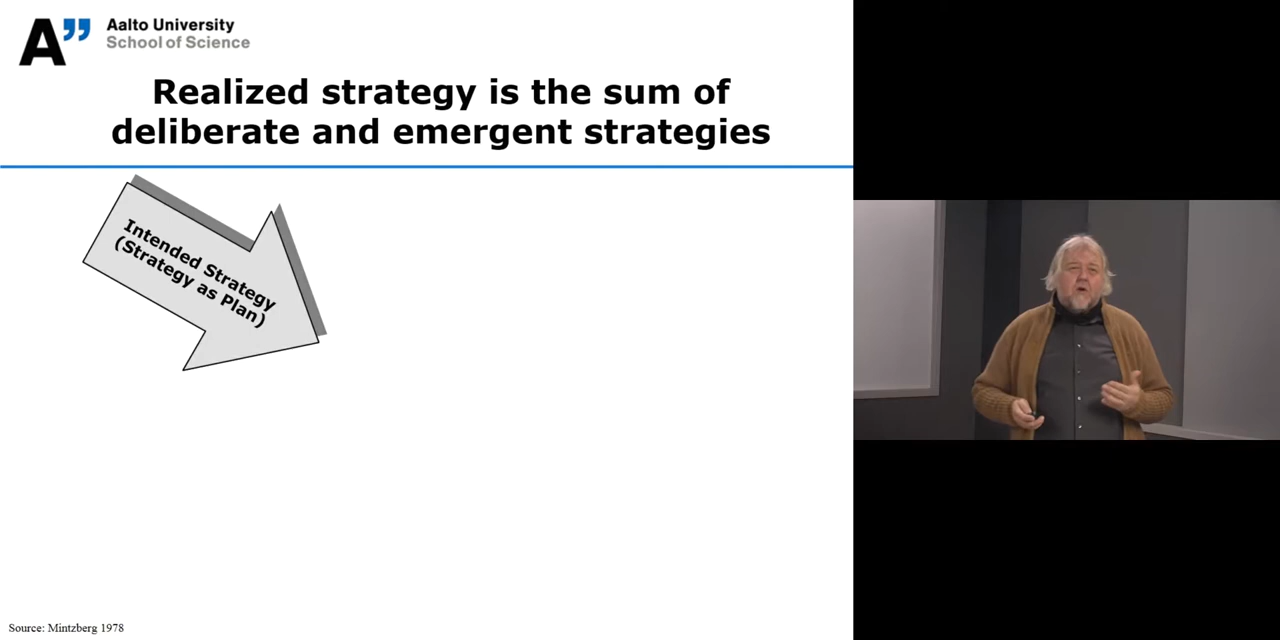 A”
Aalto University
School of Science
Realized strategy is the sum of
deliberate and emergent strategies
Intended Strategy
(Strategy as Plan)
Source: Mintzberg 1978